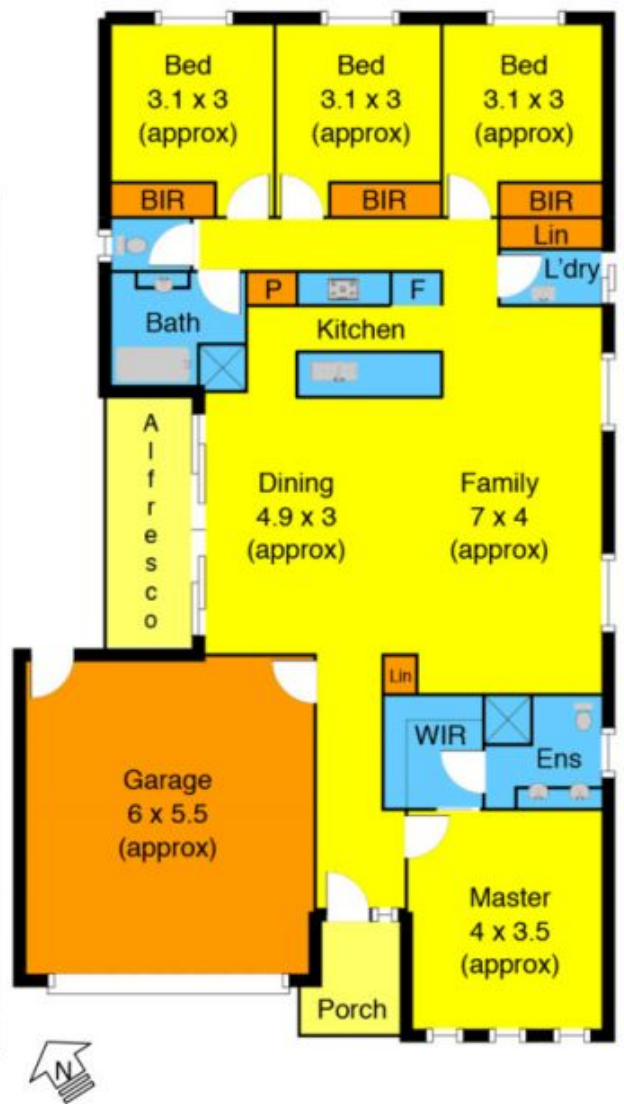 Bed
3.1 x 3
(approx)
Bed
3.1 x 3
(approx)
Bed
3.1 x 3
(approx)
BIR
BIR
BIR
Lin
L'dry
P
F
Bath
Kitchen
Alfresco
Dining
4.9 x 3
(approx)
Family
7 x 4
(approx)
Lin
WIR
Ens
Garage
6 x 5.5
(approx)
Master
4 x 3.5
(approx)
Porch
N